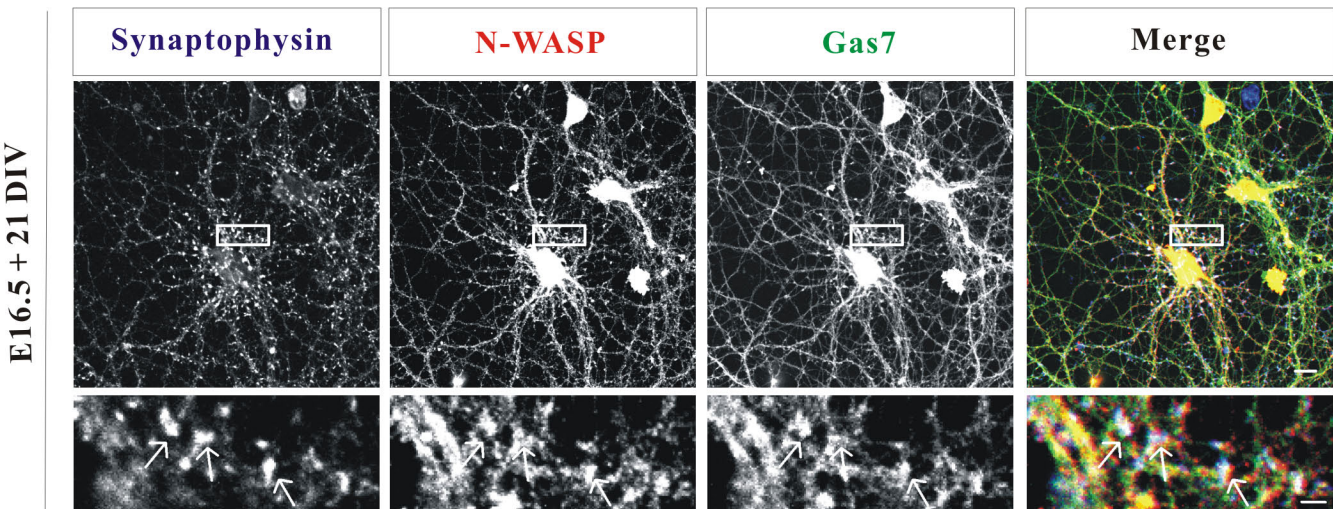 Synaptophysin
N-WASP
Gas7
Merge
E16.5 + 21 DIV